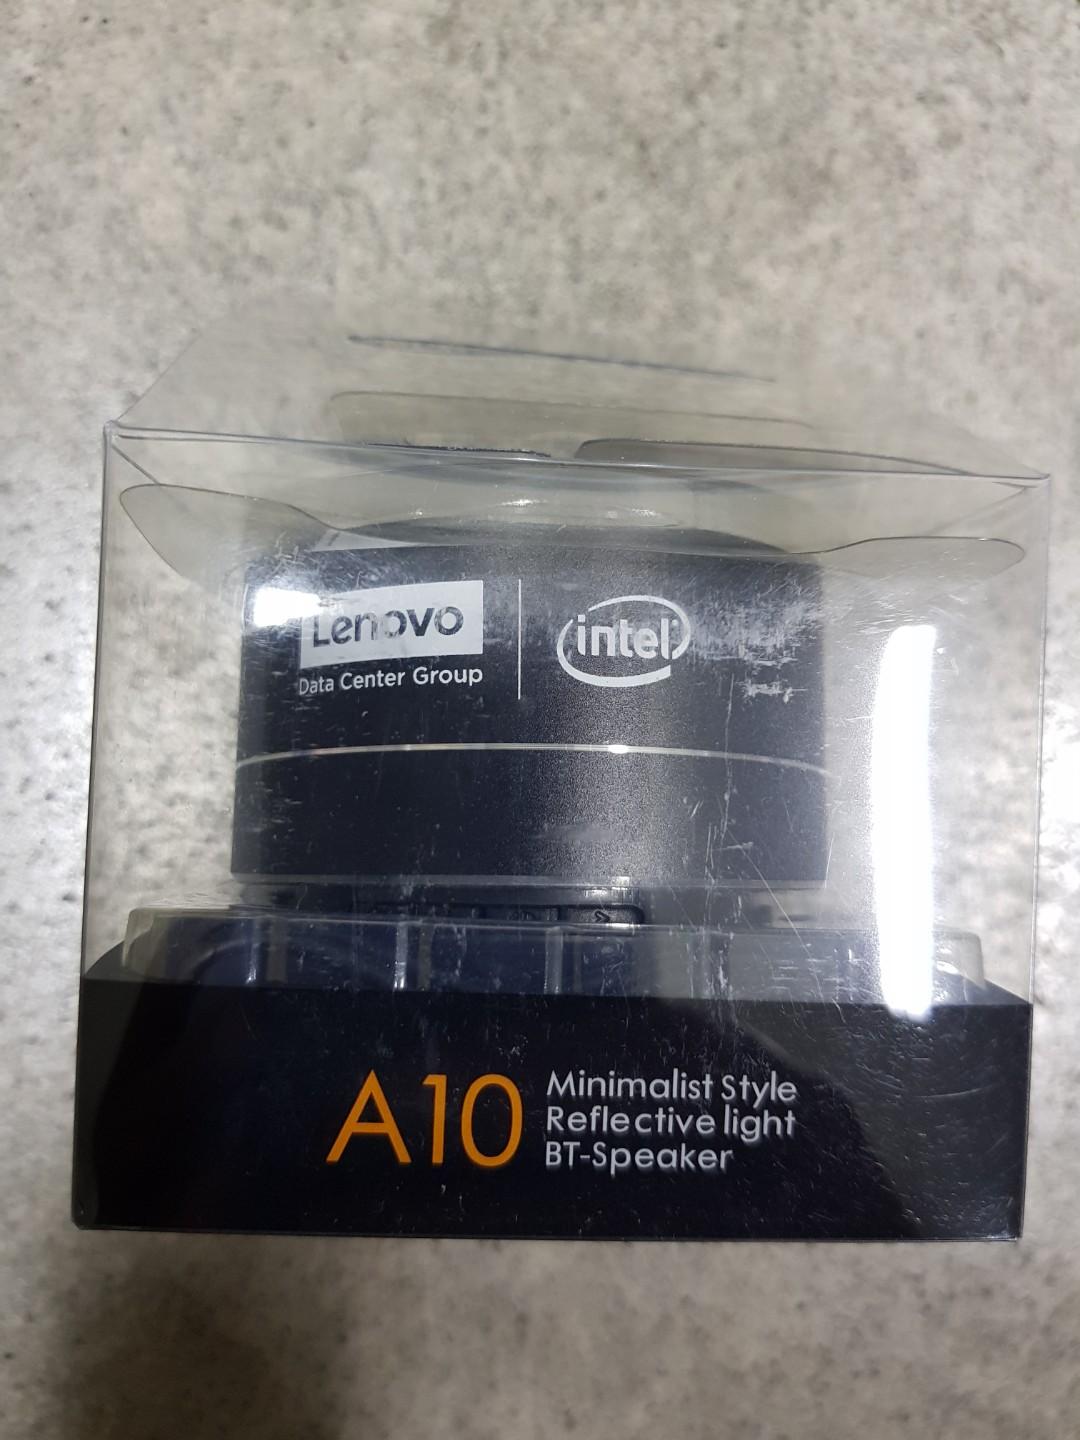 Lenovo
Data Center Group
intel
A10
Minimalist Style
Reflective light
BT-Speaker